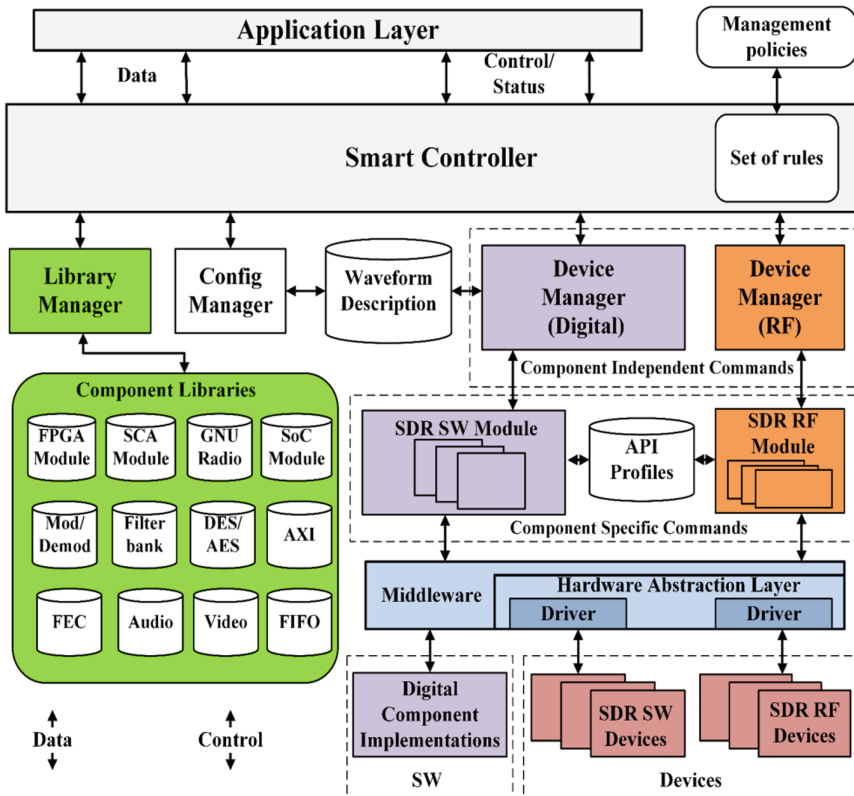 Application Layer
Management
policies
Data
Control/
Status
Smart Controller
Set of rules
Library
Manager
Config
Manager
Waveform
Description
Device
Manager
(Digital)
Device
Manager
(RF)
Component Independent Commands
Component Libraries
FPGA
Module
SCA
Module
GNU
Radio
SoC
Module
Mod/
Demod
Filter
bank
DES/
AES
AXI
FEC
Audio
Video
FIFO
SDR SW Module
API
Profiles
SDR RF
Module
Component Specific Commands
Middleware
Hardware Abstraction Layer
Driver
Driver
Digital
Component
Implementations
SW
SDR SW
Devices
SDR RF
Devices
Devices
Data
Control